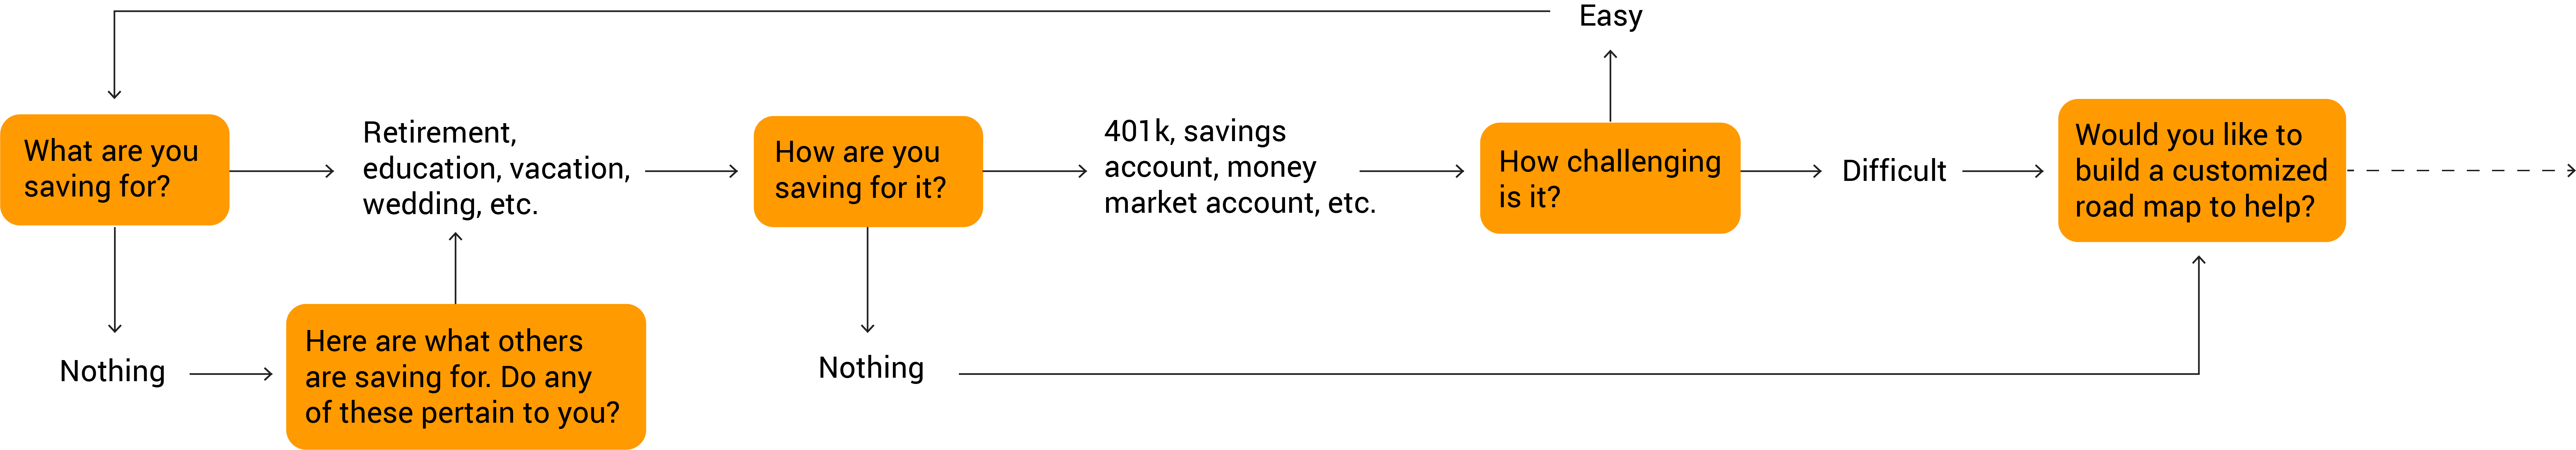 Easy
What are you
saving for?
Retirement,
education, vacation,
wedding, etc.
How are you
saving for it?
401k, savings
account, money
market account, etc.
How challenging
is it?
Difficult
Would you like to
build a customized
road map to help?
Nothing
Here are what others
are saving for. Do any
of these pertain to you?
Nothing